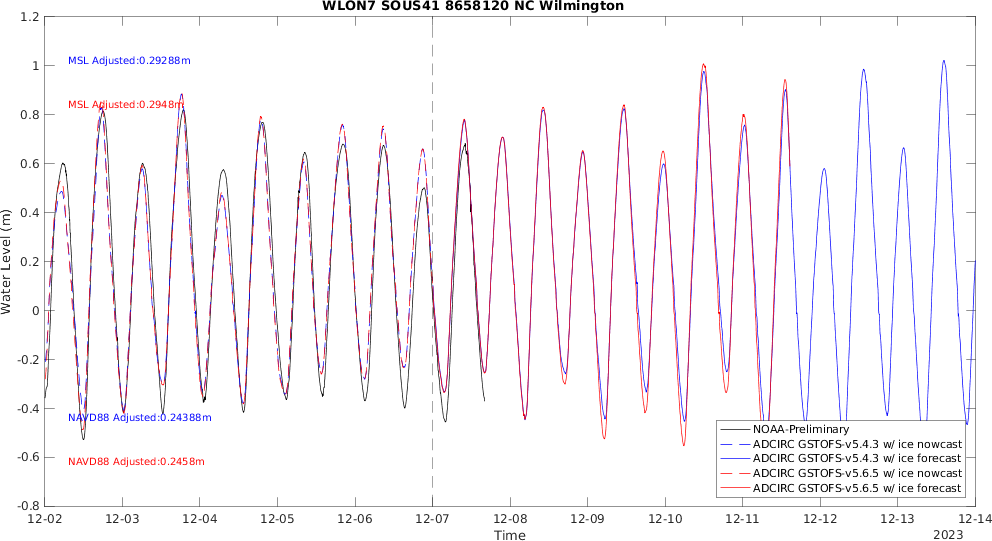 WLON7 SOUS41 8658120 NC Wilmington
1.2
1
0.8
0.6
0.4
0.2
0
-0.2
-0.4
-0.6
-0.8
Water Level (m)
MSL Adjusted:0.29288m
MSL Adjusted:0.2948m
NAVD88 Adjusted:0.24388m
NAVD88 Adjusted:0.2458m
NOAA-Preliminary
ADCIRC GSTOFS-v5.4.3 w/ ice nowcast
ADCIRC GSTOFS-v5.4.3 w/ ice forecast
ADCIRC GSTOFS-v5.6.5 w/ ice nowcast
ADCIRC GSTOFS-v5.6.5 w/ ice forecast
12-02 12-03 12-04 12-05 12-06 12-07 12-08 12-09 12-10 12-11 12-12 12-13 12-14
Time
2023